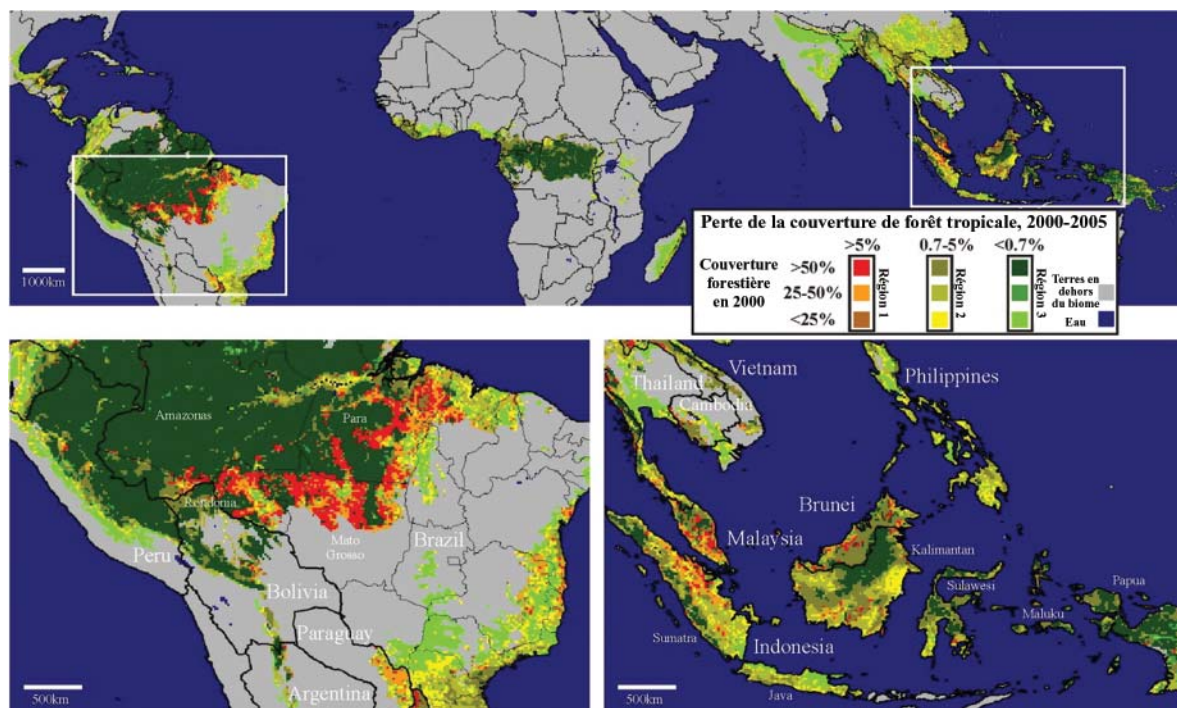 1000km
Perte de la couverture de forêt tropicale, 2000-2005
>5% 0.7-5% <0.7%
Couverture
forestière
en 2000
>50%
25-50%
<25%
Région 1
Région 2
Région 3
Terres en
dehors
du biome
Eau
Amazonas
Para
Rondonia
Peru
Mato
Grosso
Brazil
Bolivia
Paraguay
Argentina
500km
Vietnam
Thailand
Cambodia
Philippines
Brunei
Malaysia
Kalimantan
Sulawesi
Papua
Maluku
Sumatra
Indonesia
Java
500km